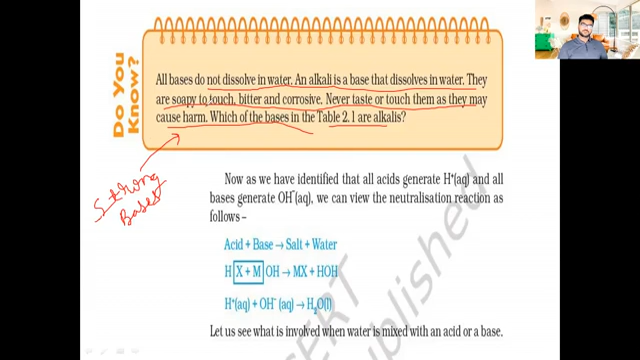 Do You
Know?
All bases do not dissolve in water. An alkali is a base that dissolves in water. They
are soapy to touch, bitter and corrosive. Never taste or touch them as they may
cause harm. Which of the bases in the Table 2.1 are alkalis?
Strong
Bases
Now as we have identified that all acids generate H⁺(aq) and all
bases generate OH⁻(aq), we can view the neutralisation reaction as
follows –
Acid + Base → Salt + Water
H X + M OH → MX + HOH
H⁺(aq) + OH⁻ (aq) → H₂O(l)
Let us see what is involved when water is mixed with an acid or a base.